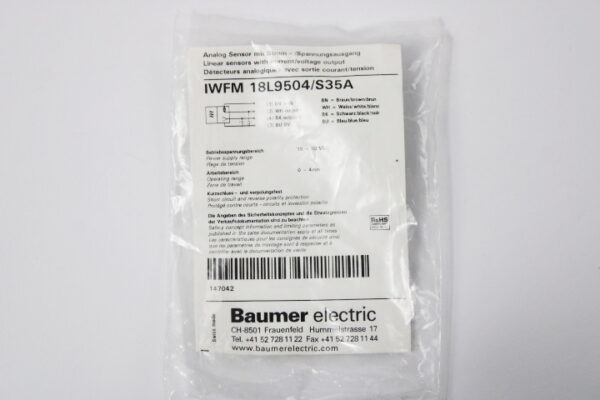 Analog Sensor mit Strom-/Spannungsausgang
Linear sensors with current/voltage output
Détecteurs analogiques avec sortie courant/tension
IWFM 18L9504/S35A
BN = Braun/brown/brun
WH = Weiss/white/blanc
BK = Schwarz/black/noir
BU = Blau/blue/bleu
Betriebsspannungsbereich
Power supply range
Plage de tension
Arbeitsbereich
0 - 4mm
Operating range
Zone de travail
Kurzschluss- und verpolungsfest
Short circuit and reverse polarity protection
Protégé contre courts-circuits et inversion polarité
Die Angaben des Sicherheitskonzeptes und die Einsatzgrenzen
der Verkaufsdokumentation sind zu beachten
Safety concept information and limiting parameters as
published in the sales documentation apply at all times
Les caractéristiques pour les consignes de sécurité ainsi
que les paramètres de montage sont à respecter et à
contrôler avec le documentation de vente
RoHS
147042
Swiss made
Baumer electric
CH-8501 Frauenfeld Hummelstrasse 17
Tel. +41 52 728 11 22 Fax +41 52 728 11 44
www.baumerelectric.com